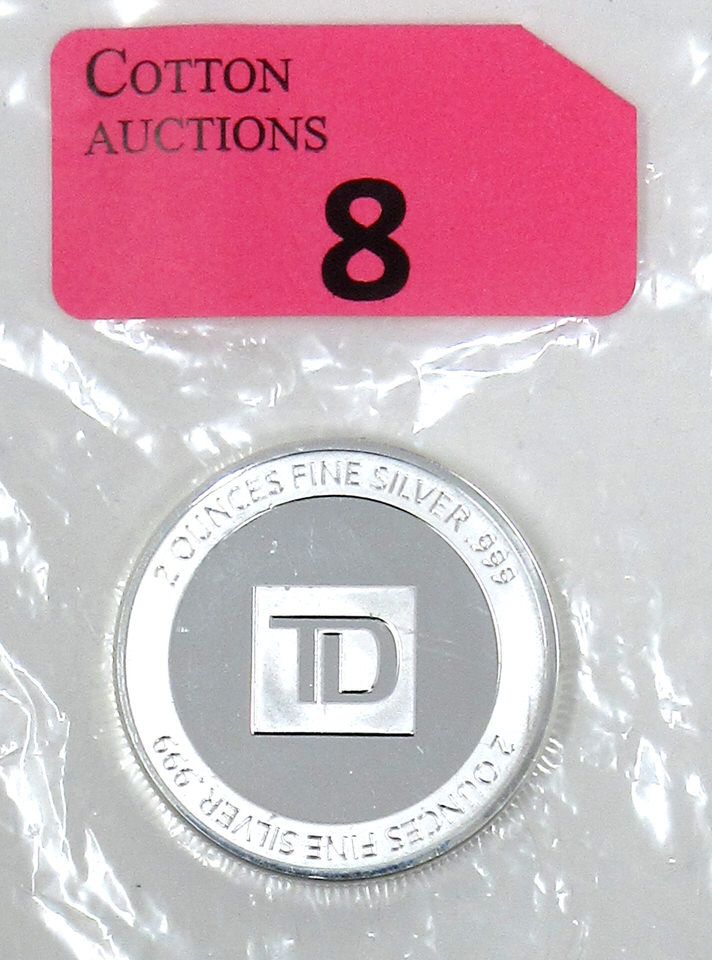 COTTON
AUCTIONS
8
2 OUNCES FINE SILVER .999
TD
2 OUNCES FINE SILVER .999